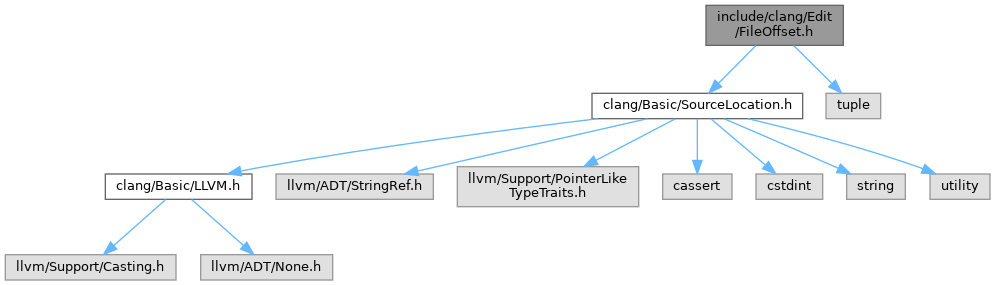 include/clang/Edit
/FileOffset.h
clang/Basic/SourceLocation.h
tuple
clang/Basic/LLVM.h
llvm/ADT/StringRef.h
llvm/Support/PointerLike
TypeTraits.h
cassert
cstdint
string
utility
llvm/Support/Casting.h
llvm/ADT/None.h